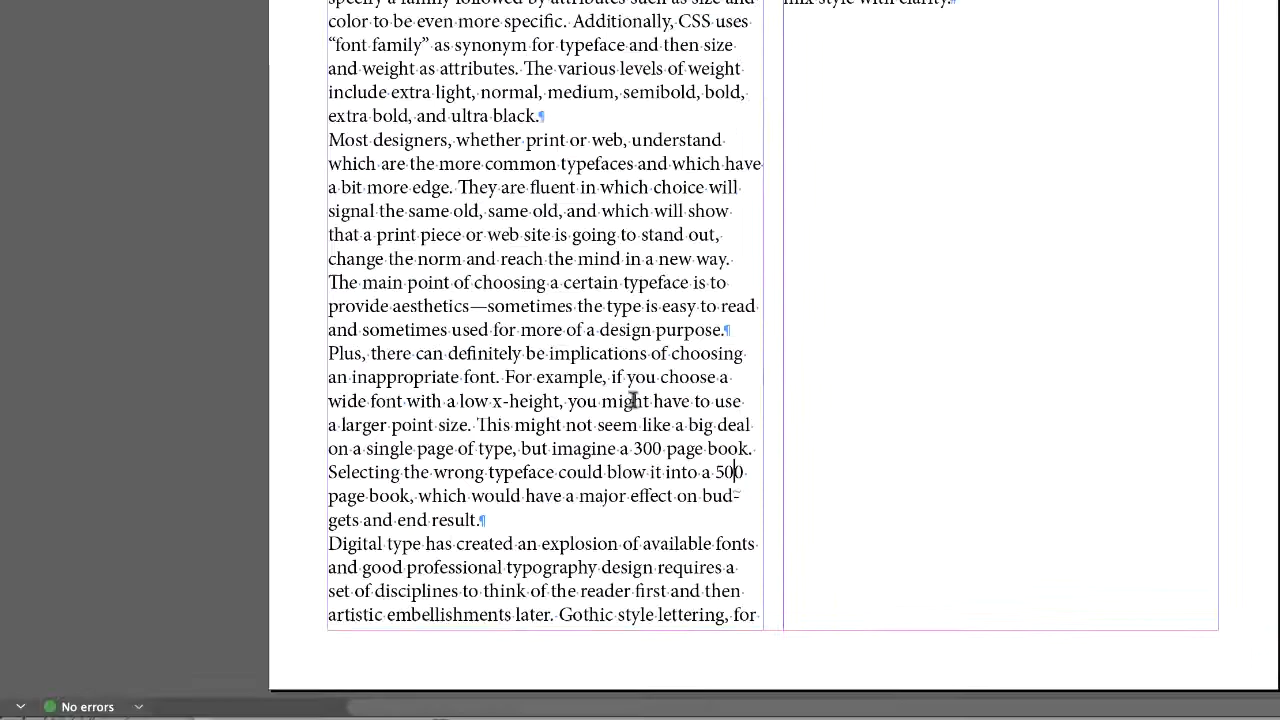 specify a family followed by attributes such as size and
color to be even more specific. Additionally, CSS uses
“font family” as synonym for typeface and then size
and weight as attributes. The various levels of weight
include extra light, normal, medium, semibold, bold,
extra bold, and ultra black.¶
Most designers, whether print or web, understand
which are the more common typefaces and which have
a bit more edge. They are fluent in which choice will
signal the same old, same old, and which will show
that a print piece or web site is going to stand out,
change the norm and reach the mind in a new way.
The main point of choosing a certain typeface is to
provide aesthetics—sometimes the type is easy to read
and sometimes used for more of a design purpose.¶
Plus, there can definitely be implications of choosing
an inappropriate font. For example, if you choose a
wide font with a low x-height, you might have to use
a larger point size. This might not seem like a big deal
on a single page of type, but imagine a 300 page book.
Selecting the wrong typeface could blow it into a 500
page book, which would have a major effect on bud-
gets and end result.¶
Digital type has created an explosion of available fonts
and good professional typography design requires a
set of disciplines to think of the reader first and then
artistic embellishments later. Gothic style lettering, for
mix style with clarity.¶
No errors